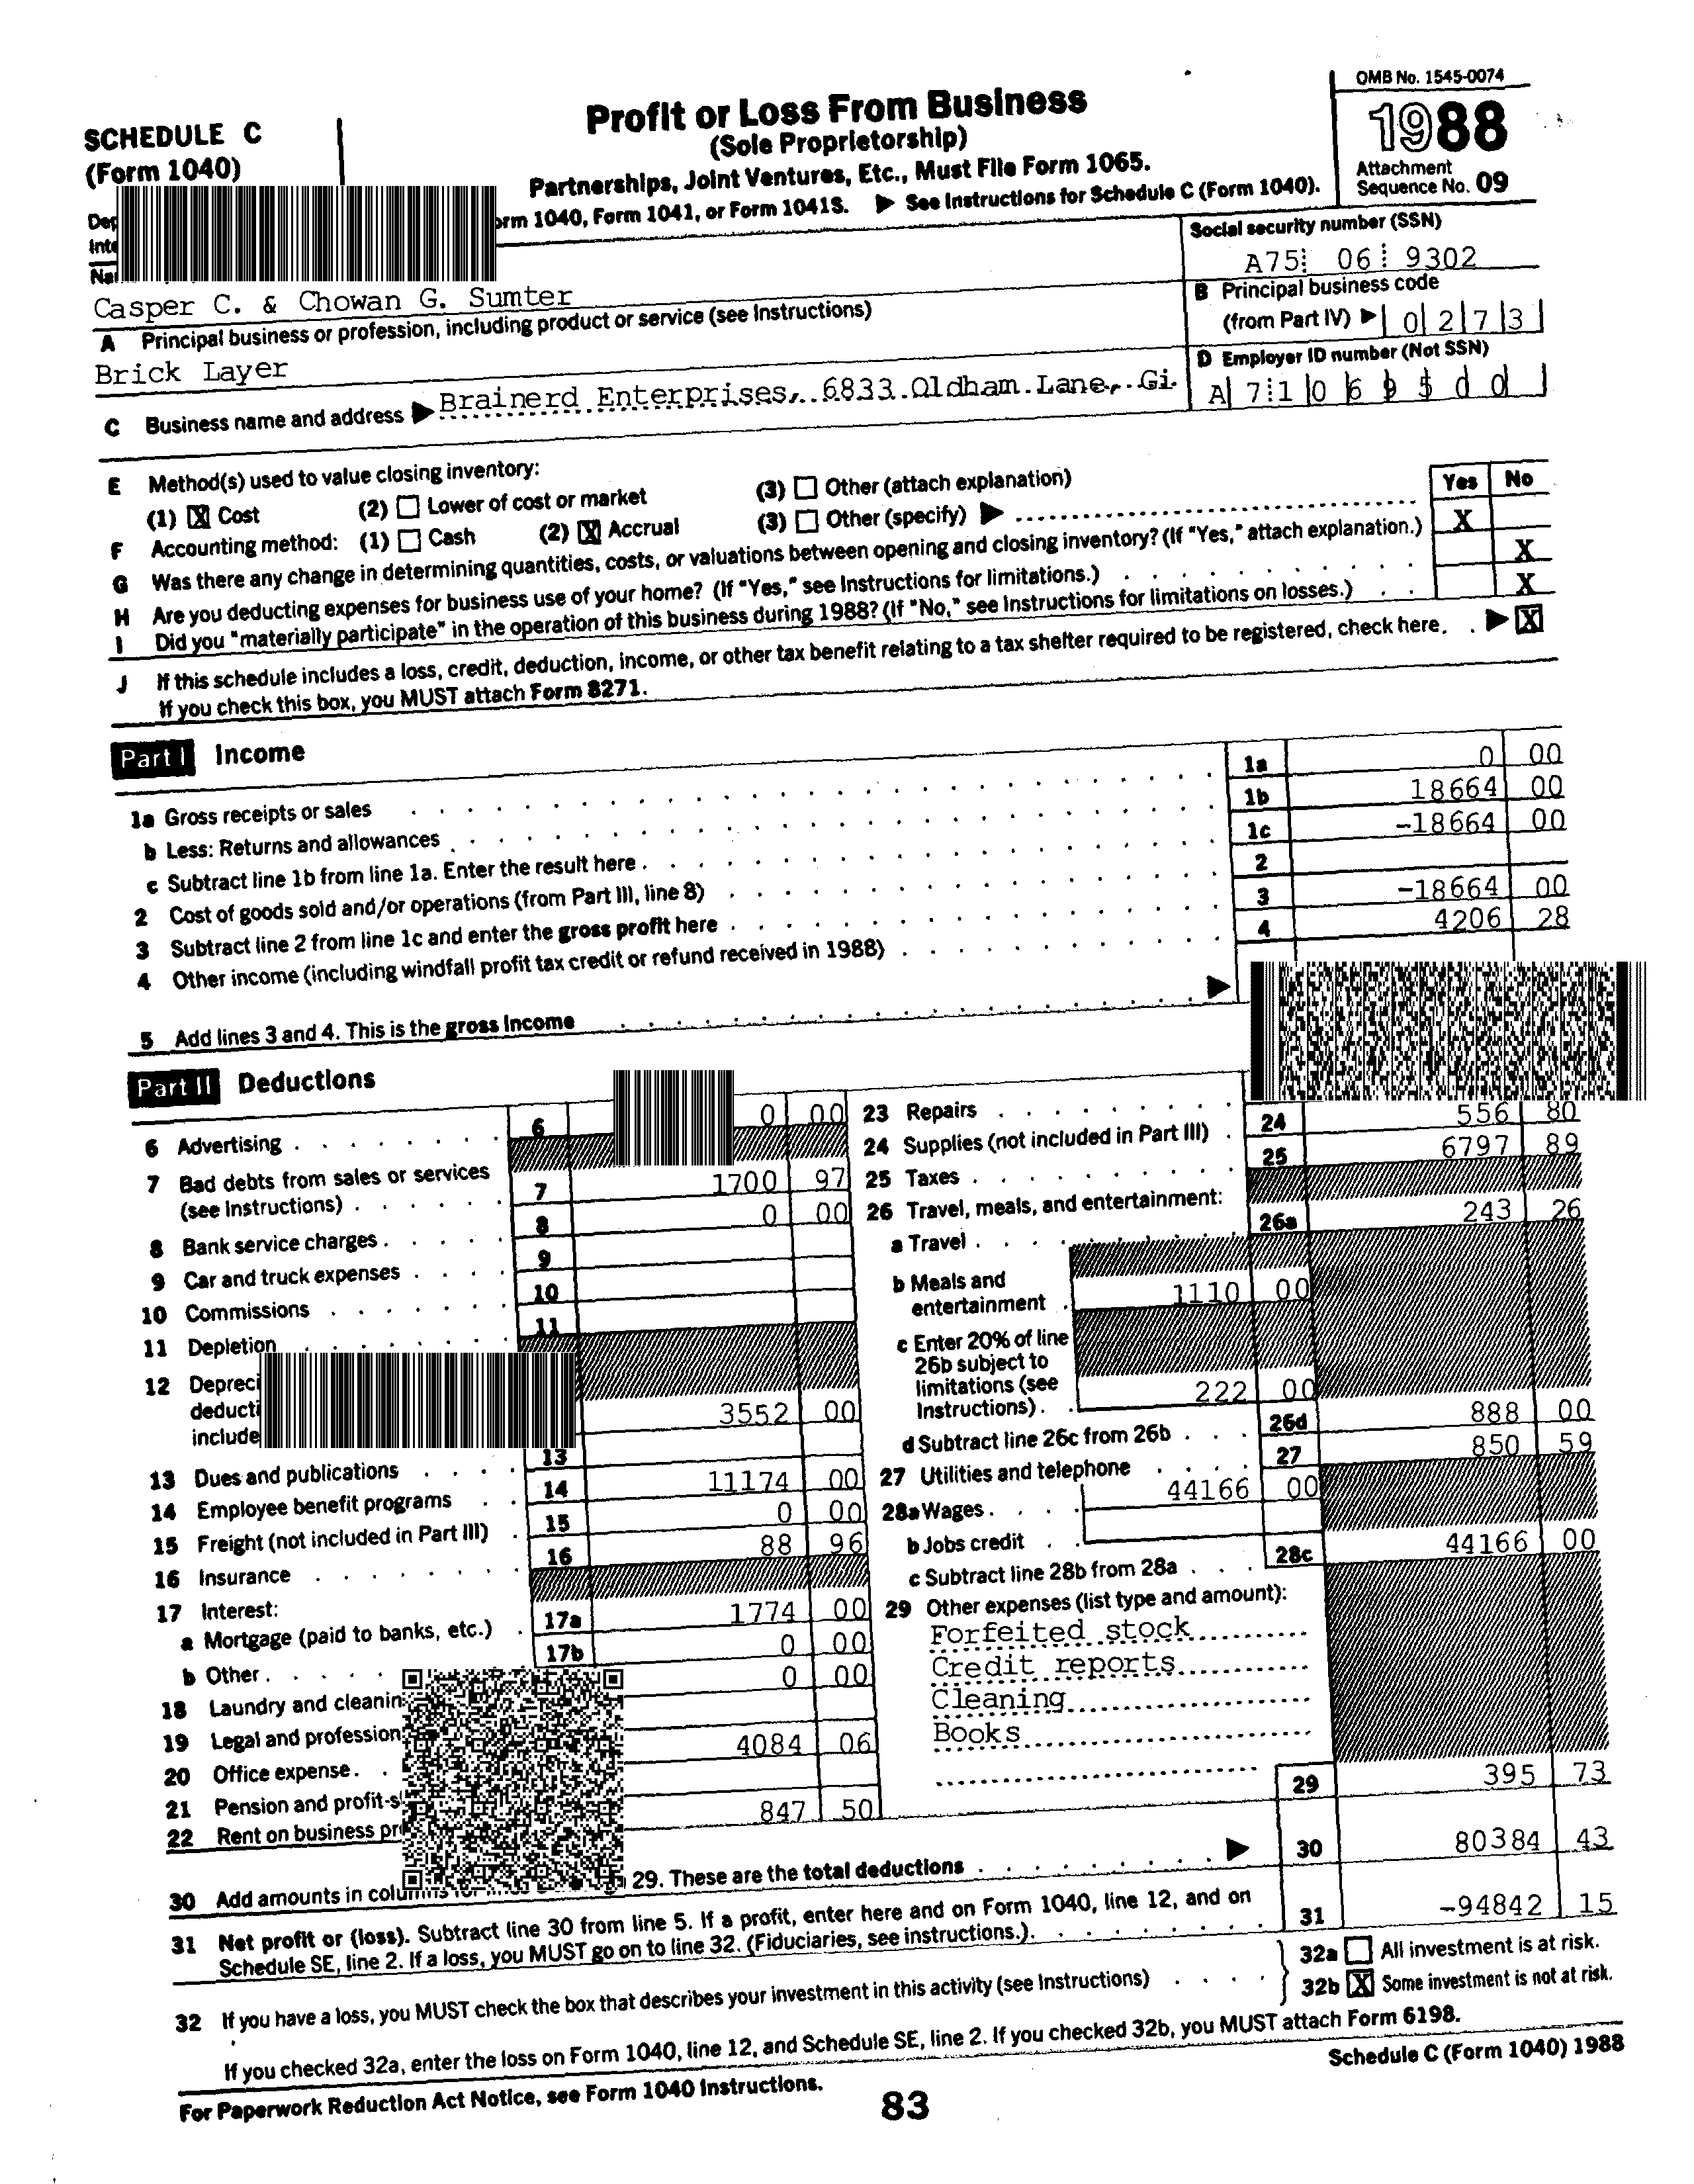 OMB No. 1545-0074
SCHEDULE C
(Form 1040)
Profit or Loss From Business
(Sole Proprietorship)
Partnerships, Joint Ventures, Etc., Must File Form 1065.
1988
Attachment
Sequence No. 09
Form 1040, Form 1041, or Form 1041S. ▶ See Instructions for Schedule C (Form 1040).
Social security number (SSN)
A75 06 9302
Casper C. & Chowan G. Sumter
A Principal business or profession, including product or service (see Instructions)
Brick Layer
B Principal business code
(from Part IV) ▶ 0 2 7 3
C Business name and address ▶ Brainerd Enterprises, 6833 Oldham Lane, Gi
D Employer ID number (Not SSN)
A 7 1 0 6 9 5 0 0
E Method(s) used to value closing inventory:
(1) X Cost (2) Lower of cost or market (3) Other (attach explanation)
Yes No
F Accounting method: (1) Cash (2) X Accrual (3) Other (specify) ▶
G Was there any change in determining quantities, costs, or valuations between opening and closing inventory? (If "Yes," attach explanation.) X
H Are you deducting expenses for business use of your home? (If "Yes," see Instructions for limitations.) X
I Did you "materially participate" in the operation of this business during 1988? (If "No," see Instructions for limitations on losses.) X
J If this schedule includes a loss, credit, deduction, income, or other tax benefit relating to a tax shelter required to be registered, check here. ▶ X
If you check this box, you MUST attach Form 8271.
Part I Income
1a Gross receipts or sales 1a 0 00
b Less: Returns and allowances 1b 18664 00
c Subtract line 1b from line 1a. Enter the result here 1c -18664 00
2 Cost of goods sold and/or operations (from Part III, line 8) 2
3 Subtract line 2 from line 1c and enter the gross profit here 3 -18664 00
4 Other income (including windfall profit tax credit or refund received in 1988) 4 4206 28
5 Add lines 3 and 4. This is the gross income ▶
Part II Deductions
6 Advertising 6 0 00
7 Bad debts from sales or services
(see Instructions) 7 1700 97
8 Bank service charges 8 0 00
9 Car and truck expenses 9
10 Commissions 10
11 Depletion 11
12 Depreci
deducti
include 3552 00
13 Dues and publications 13
14 Employee benefit programs 14 11174 00
15 Freight (not included in Part III) 15 0 00
16 Insurance 16 88 96
17 Interest:
a Mortgage (paid to banks, etc.) 17a 1774 00
b Other 17b 0 00
18 Laundry and cleanin 0 00
19 Legal and profession
20 Office expense 4084 06
21 Pension and profit-s
22 Rent on business pr 847 50
23 Repairs
24 Supplies (not included in Part III) 24 556 80
25 Taxes 25 6797 89
26 Travel, meals, and entertainment:
a Travel 26a 243 26
b Meals and
entertainment 1110 00
c Enter 20% of line
26b subject to
limitations (see
Instructions) 222 00
d Subtract line 26c from 26b 26d 888 00
27 Utilities and telephone 27 850 59
28a Wages 44166 00
b Jobs credit
c Subtract line 28b from 28a 28c 44166 00
29 Other expenses (list type and amount):
Forfeited stock
Credit reports
Cleaning
Books
29 395 73
30 Add amounts in columns 29. These are the total deductions ▶ 30 80384 43
31 Net profit or (loss). Subtract line 30 from line 5. If a profit, enter here and on Form 1040, line 12, and on
Schedule SE, line 2. If a loss, you MUST go on to line 32. (Fiduciaries, see instructions.) 31 -94842 15
32 If you have a loss, you MUST check the box that describes your investment in this activity (see Instructions)
32a All investment is at risk.
32b X Some investment is not at risk.
If you checked 32a, enter the loss on Form 1040, line 12, and Schedule SE, line 2. If you checked 32b, you MUST attach Form 6198.
For Paperwork Reduction Act Notice, see Form 1040 Instructions.
Schedule C (Form 1040) 1988
83